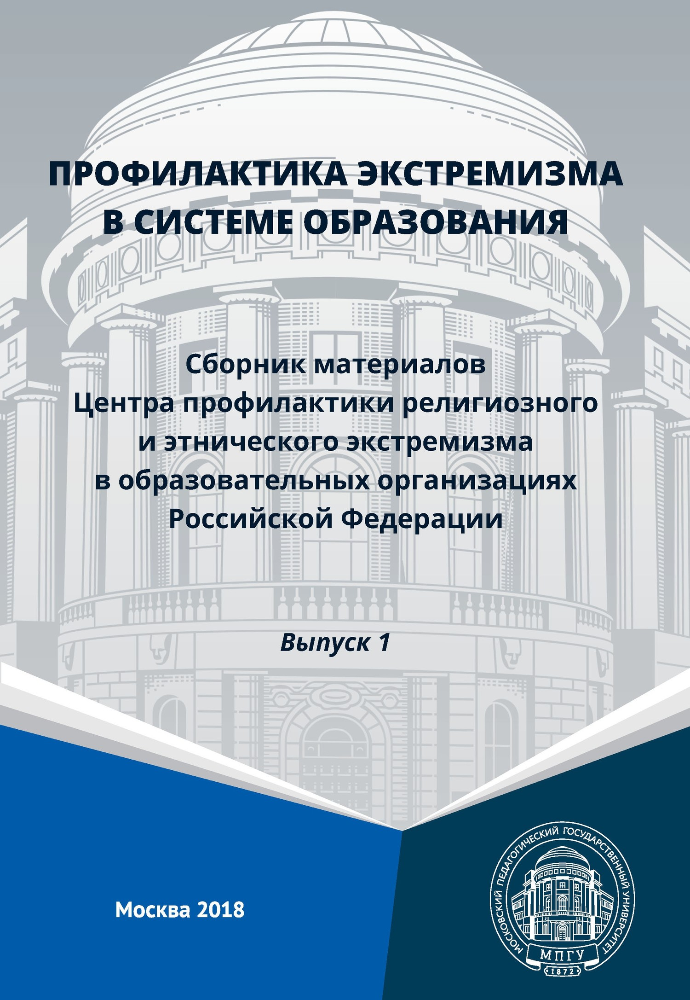 ПРОФИЛАКТИКА ЭКСТРЕМИЗМА
В СИСТЕМЕ ОБРАЗОВАНИЯ
Сборник материалов
Центра профилактики религиозного
и этнического экстремизма
в образовательных организациях
Российской Федерации
Выпуск 1
Москва 2018
МОСКОВСКИЙ ПЕДАГОГИЧЕСКИЙ ГОСУДАРСТВЕННЫЙ УНИВЕРСИТЕТ
МПГУ
1872